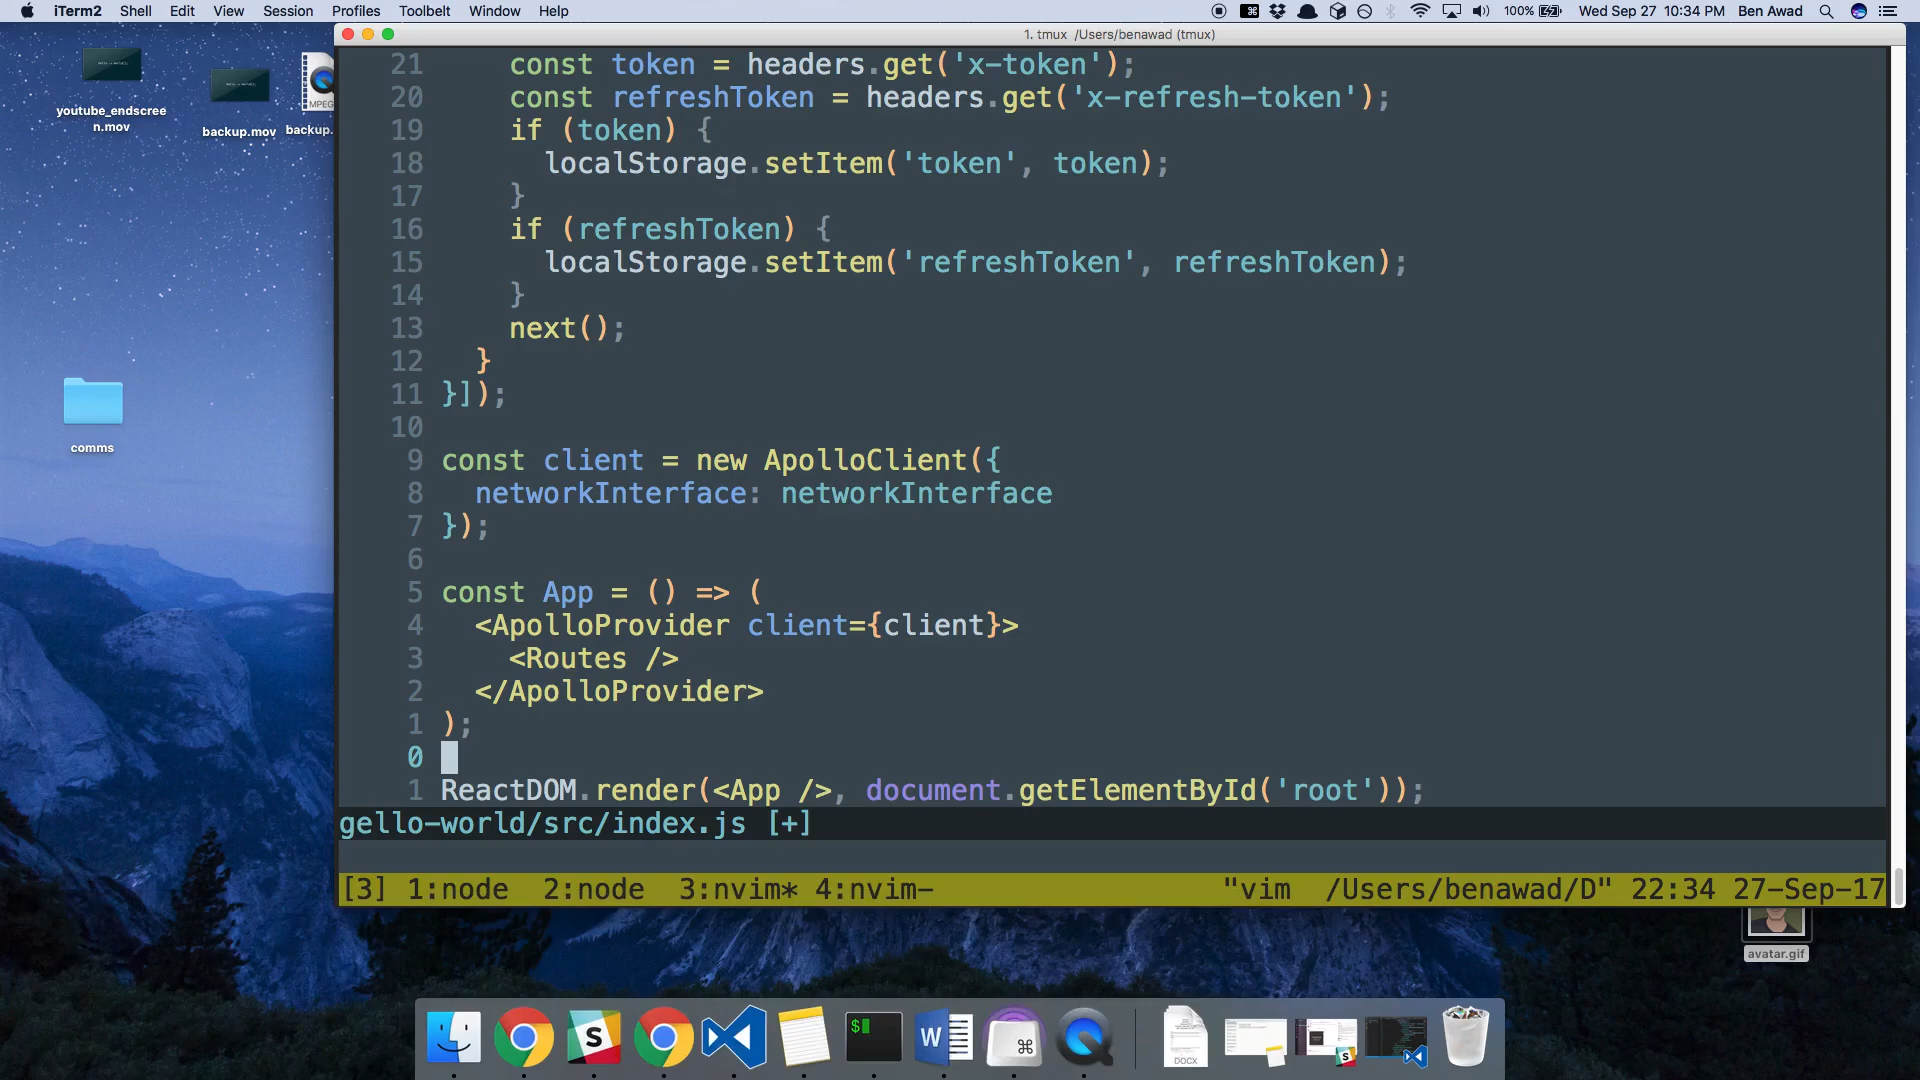 iTerm2 Shell Edit View Session Profiles Toolbelt Window Help 100% Wed Sep 27 10:34 PM Ben Awad
1. tmux /Users/benawad (tmux)
youtube_endscree
n.mov
backup.mov
backup.
MPEG
comms
21 const token = headers.get('x-token');
20 const refreshToken = headers.get('x-refresh-token');
19 if (token) {
18 localStorage.setItem('token', token);
17 }
16 if (refreshToken) {
15 localStorage.setItem('refreshToken', refreshToken);
14 }
13 next();
12 }
11 }]);
10
9 const client = new ApolloClient({
8 networkInterface: networkInterface
7 });
6
5 const App = () => (
4 <ApolloProvider client={client}>
3 <Routes />
2 </ApolloProvider>
1 );
0
1 ReactDOM.render(<App />, document.getElementById('root'));
gello-world/src/index.js [+]
[3] 1:node 2:node 3:nvim* 4:nvim- "vim /Users/benawad/D" 22:34 27-Sep-17
avatar.gif
S
$
W
⌘
DOCX